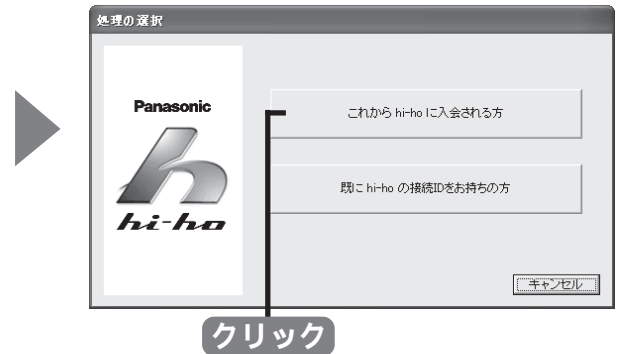 処理の選択
Panasonic
hi-ho
これから hi-ho に入会される方
既に hi-ho の接続IDをお持ちの方
キャンセル
クリック